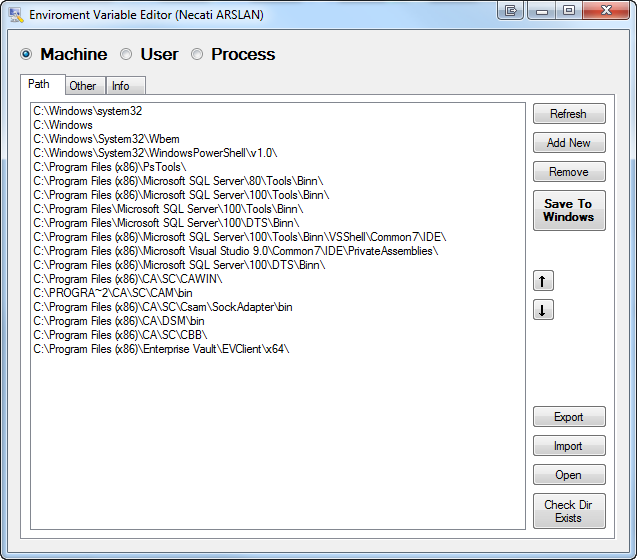 Enviroment Variable Editor (Necati ARSLAN)
Machine User Process
Path Other Info
C:\Windows\system32
C:\Windows
C:\Windows\System32\Wbem
C:\Windows\System32\WindowsPowerShell\v1.0\
C:\Program Files (x86)\PsTools\
C:\Program Files (x86)\Microsoft SQL Server\80\Tools\Binn\
C:\Program Files (x86)\Microsoft SQL Server\100\Tools\Binn\
C:\Program Files\Microsoft SQL Server\100\Tools\Binn\
C:\Program Files\Microsoft SQL Server\100\DTS\Binn\
C:\Program Files (x86)\Microsoft SQL Server\100\Tools\Binn\VSShell\Common7\IDE\
C:\Program Files (x86)\Microsoft Visual Studio 9.0\Common7\IDE\PrivateAssemblies\
C:\Program Files (x86)\Microsoft SQL Server\100\DTS\Binn\
C:\Program Files (x86)\CA\SC\CAWIN\
C:\PROGRA~2\CA\SC\CAM\bin
C:\Program Files (x86)\CA\SC\Csam\SockAdapter\bin
C:\Program Files (x86)\CA\DSM\bin
C:\Program Files (x86)\CA\SC\CBB\
C:\Program Files (x86)\Enterprise Vault\EVClient\x64\
Refresh
Add New
Remove
Save To
Windows
↑
↓
Export
Import
Open
Check Dir
Exists